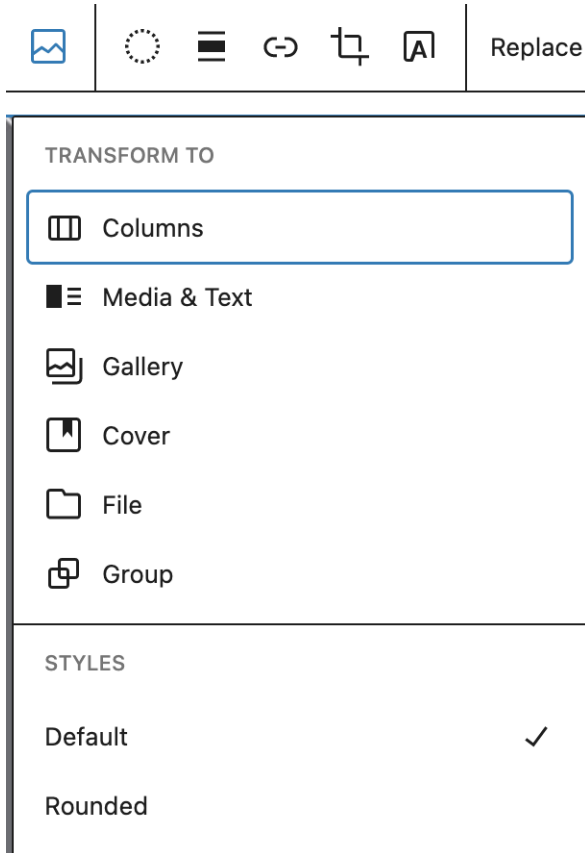 Replace
TRANSFORM TO
Columns
Media & Text
Gallery
Cover
File
Group
STYLES
Default
Rounded